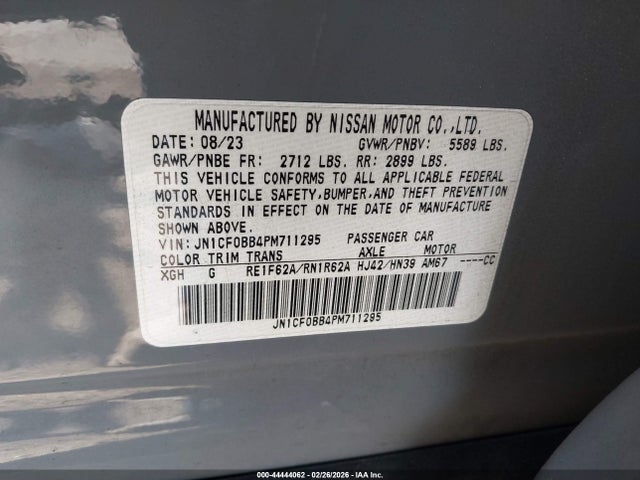 MANUFACTURED BY NISSAN MOTOR CO.,LTD.
DATE: 08/23 GVWR/PNBV: 5589 LBS.
GAWR/PNBE FR: 2712 LBS. RR: 2899 LBS.
THIS VEHICLE CONFORMS TO ALL APPLICABLE FEDERAL
MOTOR VEHICLE SAFETY, BUMPER, AND THEFT PREVENTION
STANDARDS IN EFFECT ON THE DATE OF MANUFACTURE
SHOWN ABOVE.
VIN: JN1CF0BB4PM711295 PASSENGER CAR
COLOR TRIM TRANS AXLE MOTOR
XGH G RE1F62A/RN1R62A HJ42/HN39 AM67 ----CC
JN1CF0BB4PM711295
000-44444062 - 02/26/2026 - IAA Inc.